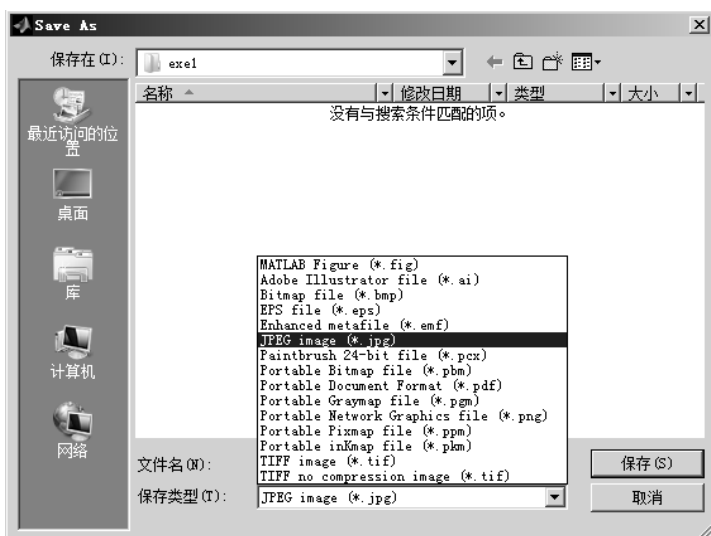 Save As
保存在(I):
exe1
名称
修改日期
类型
大小
没有与搜索条件匹配的项。
最近访问的位置
桌面
库
计算机
网络
MATLAB Figure (*.fig)
Adobe Illustrator file (*.ai)
Bitmap file (*.bmp)
EPS file (*.eps)
Enhanced metafile (*.emf)
JPEG image (*.jpg)
Paintbrush 24-bit file (*.pcx)
Portable Bitmap file (*.pbm)
Portable Document Format (*.pdf)
Portable Graymap file (*.pgm)
Portable Network Graphics file (*.png)
Portable Pixmap file (*.ppm)
Portable inKmap file (*.pkm)
TIFF image (*.tif)
TIFF no compression image (*.tif)
文件名(N):
保存(S)
保存类型(T):
JPEG image (*.jpg)
取消